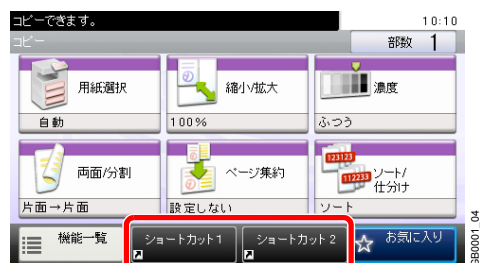 コピーできます。
10:10
コピー
部数 1
用紙選択
自動
縮小/拡大
100%
濃度
ふつう
両面/分割
片面→片面
ページ集約
設定しない
123123
112233
ソート/
仕分け
ソート
機能一覧
ショートカット1
ショートカット2
お気に入り
GB0001_04